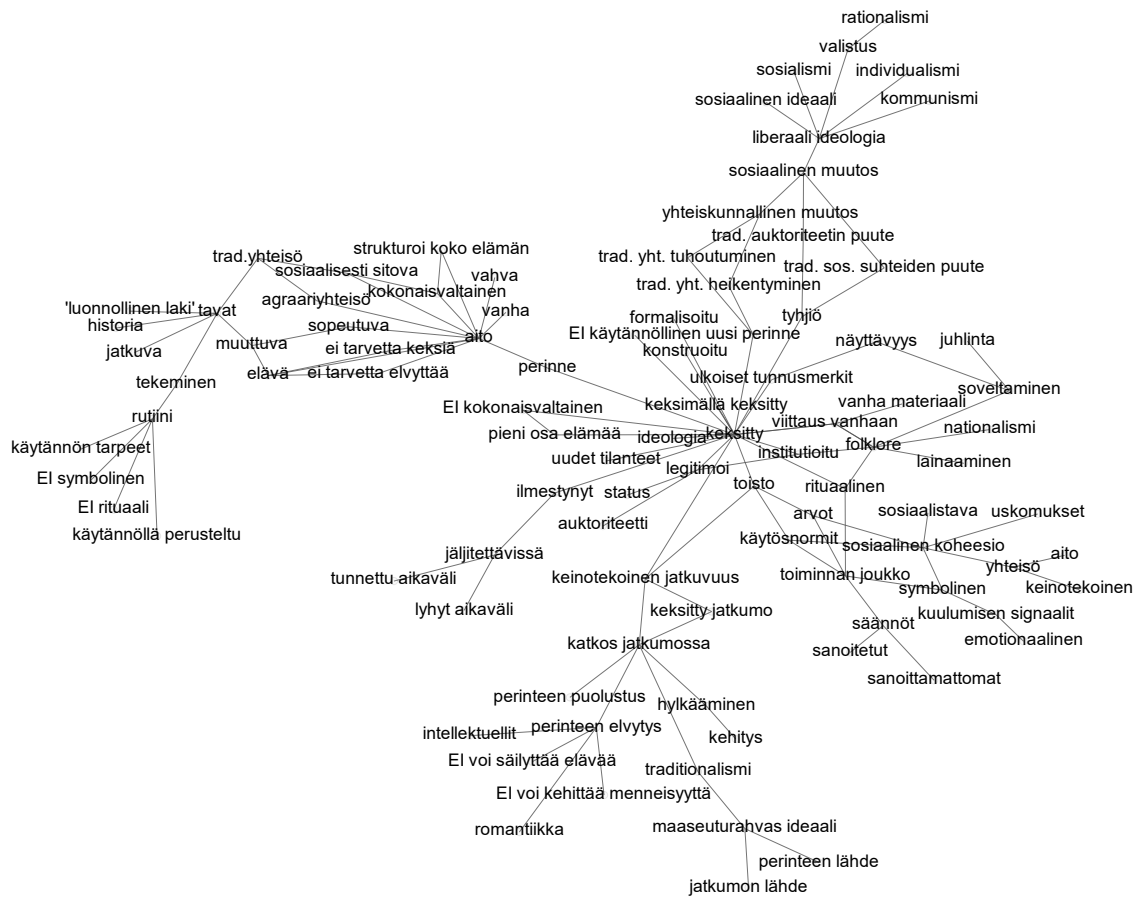 rationalismi
valistus
sosialismi
individualismi
sosiaalinen ideaali
kommunismi
liberaali ideologia
sosiaalinen muutos
yhteiskunnallinen muutos
trad. auktoriteetin puute
trad. yht. tuhoutuminen
trad. sos. suhteiden puute
trad. yht. heikentyminen
strukturoi koko elämän
trad.yhteisö
sosiaalisesti sitova
vahva
kokonaisvaltainen
agraariyhteisö
vanha
'luonnollinen laki'
tavat
historia
sopeutuva
aito
jatkuva
muuttuva
ei tarvetta keksiä
elävä
ei tarvetta elvyttää
perinne
tekeminen
rutiini
käytännön tarpeet
EI symbolinen
EI rituaali
käytännöllä perusteltu
formalisoitu
tyhjiö
EI käytännöllinen uusi perinne
konstruoitu
näyttävyys
juhlinta
ulkoiset tunnusmerkit
soveltaminen
keksimällä keksitty
vanha materiaali
EI kokonaisvaltainen
viittaus vanhaan
nationalismi
pieni osa elämää
ideologia
keksitty
folklore
uudet tilanteet
institutioitu
lainaaminen
legitimoi
toisto
rituaalinen
ilmestynyt
status
auktoriteetti
arvot
sosiaalistava
uskomukset
käytösnormit
sosiaalinen koheesio
aito
yhteisö
jäljitettävissä
tunnettu aikaväli
lyhyt aikaväli
keinotekoinen jatkuvuus
toiminnan joukko
symbolinen
keinotekoinen
keksitty jatkumo
kuulumisen signaalit
säännöt
emotionaalinen
katkos jatkumossa
sanoitetut
sanoittamattomat
perinteen puolustus
hylkääminen
perinteen elvytys
intellektuellit
kehitys
EI voi säilyttää elävää
traditionalismi
EI voi kehittää menneisyyttä
romantiikka
maaseuturahvas ideaali
perinteen lähde
jatkumon lähde